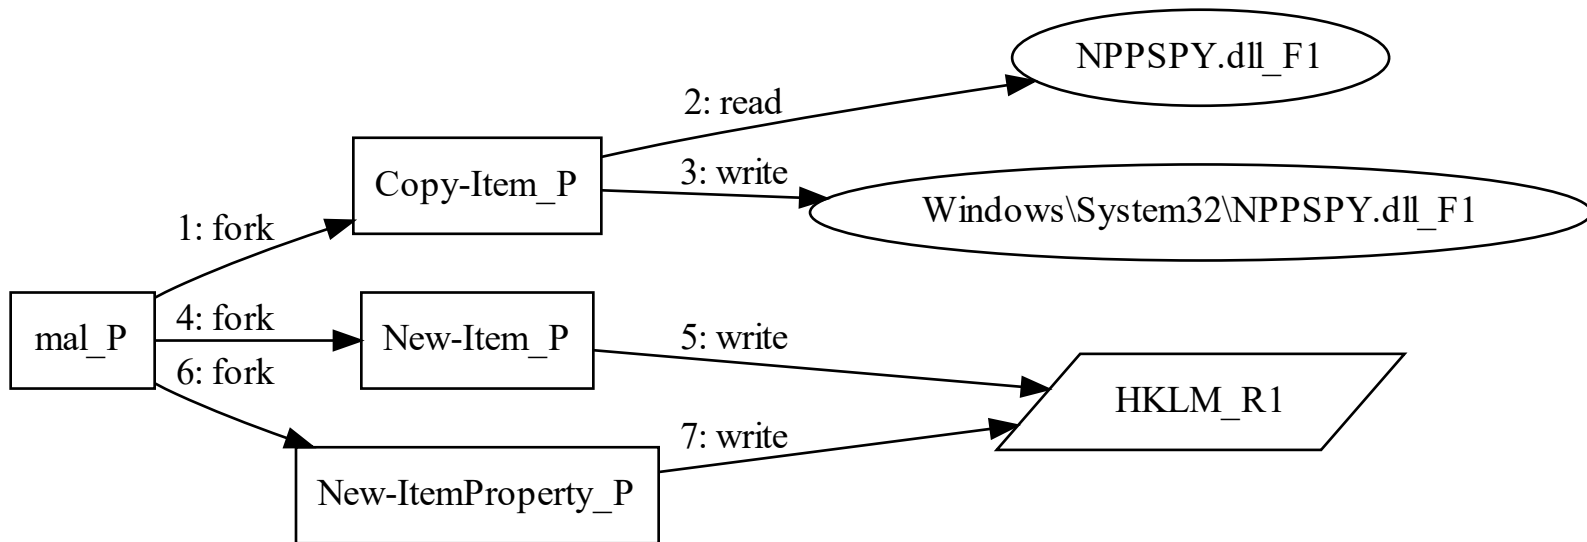 NPPSPY.dll_F1
2: read
Copy-Item_P
3: write
Windows\System32\NPPSPY.dll_F1
1: fork
mal_P
4: fork
New-Item_P
5: write
6: fork
HKLM_R1
7: write
New-ItemProperty_P